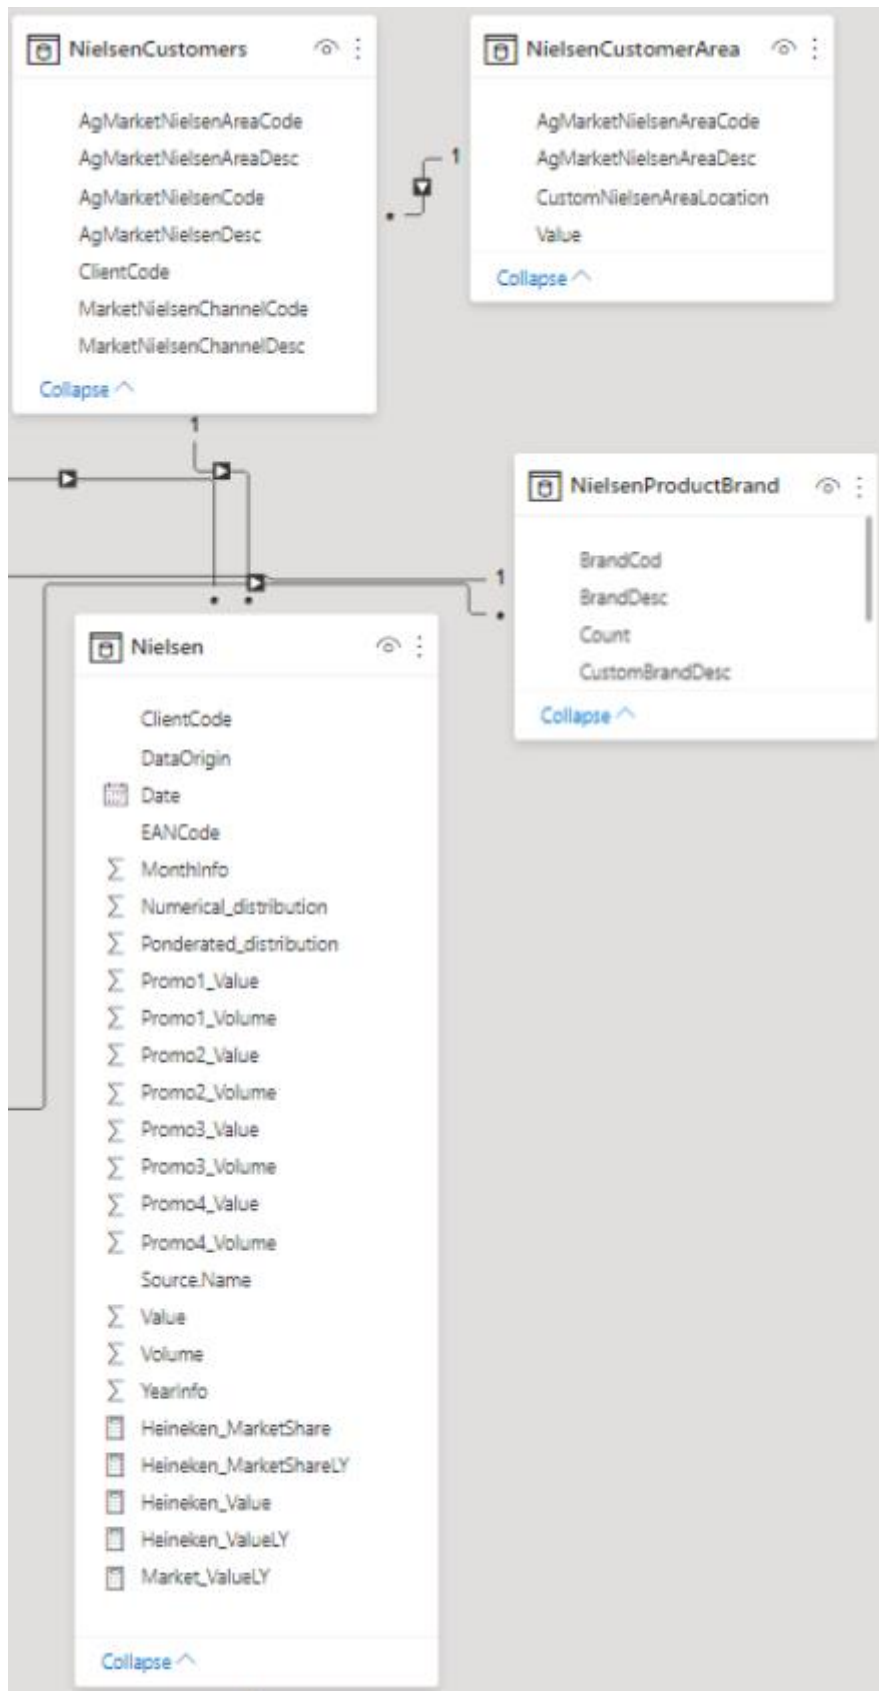 NielsenCustomers
AgMarketNielsenAreaCode
AgMarketNielsenAreaDesc
AgMarketNielsenCode
AgMarketNielsenDesc
ClientCode
MarketNielsenChannelCode
MarketNielsenChannelDesc
Collapse
NielsenCustomerArea
AgMarketNielsenAreaCode
AgMarketNielsenAreaDesc
CustomNielsenAreaLocation
Value
Collapse
1
1
1
NielsenProductBrand
BrandCod
BrandDesc
Count
CustomBrandDesc
Collapse
Nielsen
ClientCode
DataOrigin
Date
EANCode
MonthInfo
Numerical_distribution
Ponderated_distribution
Promo1_Value
Promo1_Volume
Promo2_Value
Promo2_Volume
Promo3_Value
Promo3_Volume
Promo4_Value
Promo4_Volume
Source.Name
Value
Volume
YearInfo
Heineken_MarketShare
Heineken_MarketShareLY
Heineken_Value
Heineken_ValueLY
Market_ValueLY
Collapse